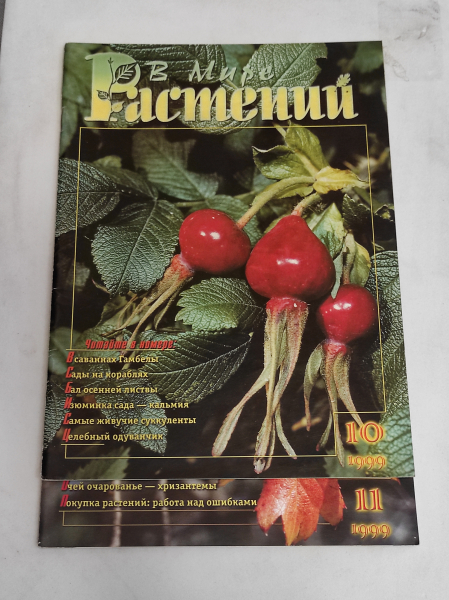 В Мире
Растений
Читайте в номере:
О саваннах Гамбелы
Сады на кораблях
Бал осенней листвы
Изюминка сада — кальмия
Самые живучие суккуленты
Целебный одуванчик
10
1999
Очей очарованье — хризантемы
Покупка растений: работа над ошибками
11
1999